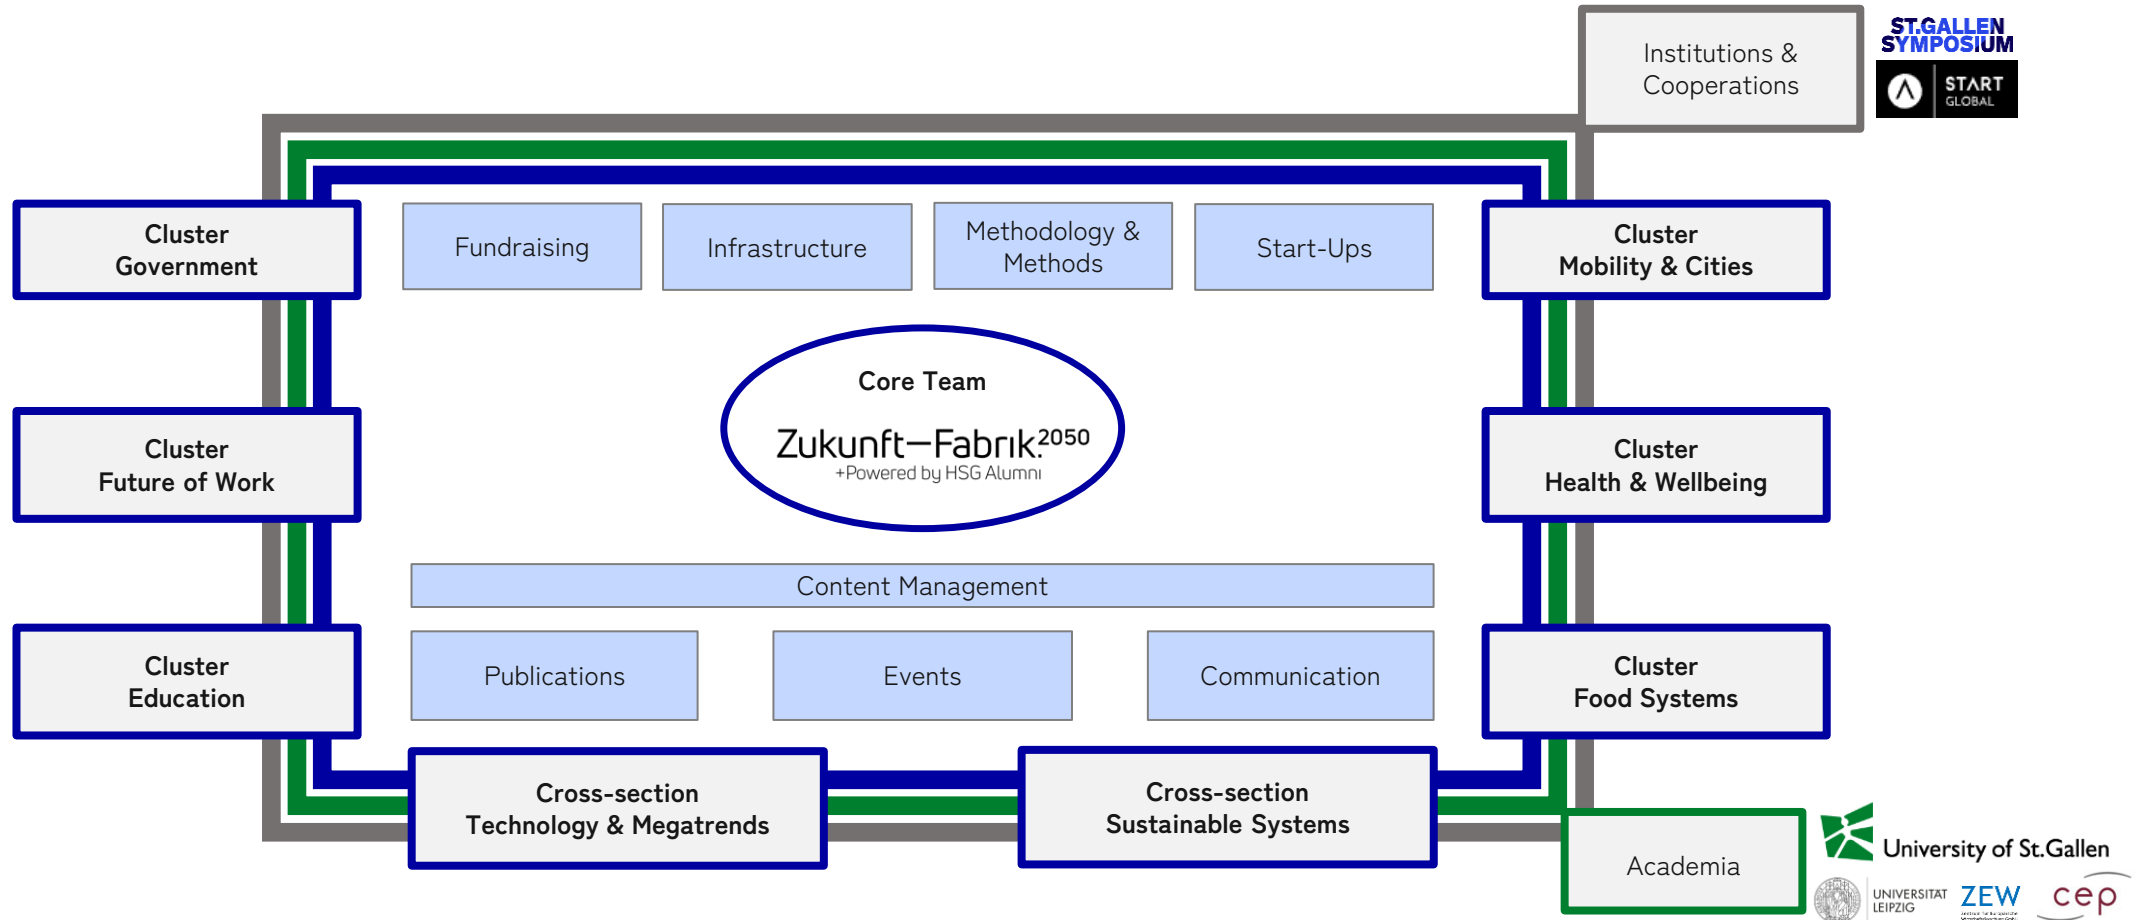 Institutions &
Cooperations
ST.GALLEN
SYMPOSIUM
START
GLOBAL
Cluster
Government
Fundraising
Infrastructure
Methodology &
Methods
Start-Ups
Cluster
Mobility & Cities
Core Team
Zukunft—Fabrik.2050
+Powered by HSG Alumni
Cluster
Future of Work
Cluster
Health & Wellbeing
Content Management
Cluster
Education
Publications
Events
Communication
Cluster
Food Systems
Cross-section
Technology & Megatrends
Cross-section
Sustainable Systems
Academia
University of St.Gallen
UNIVERSITÄT
LEIPZIG
ZEW
cep